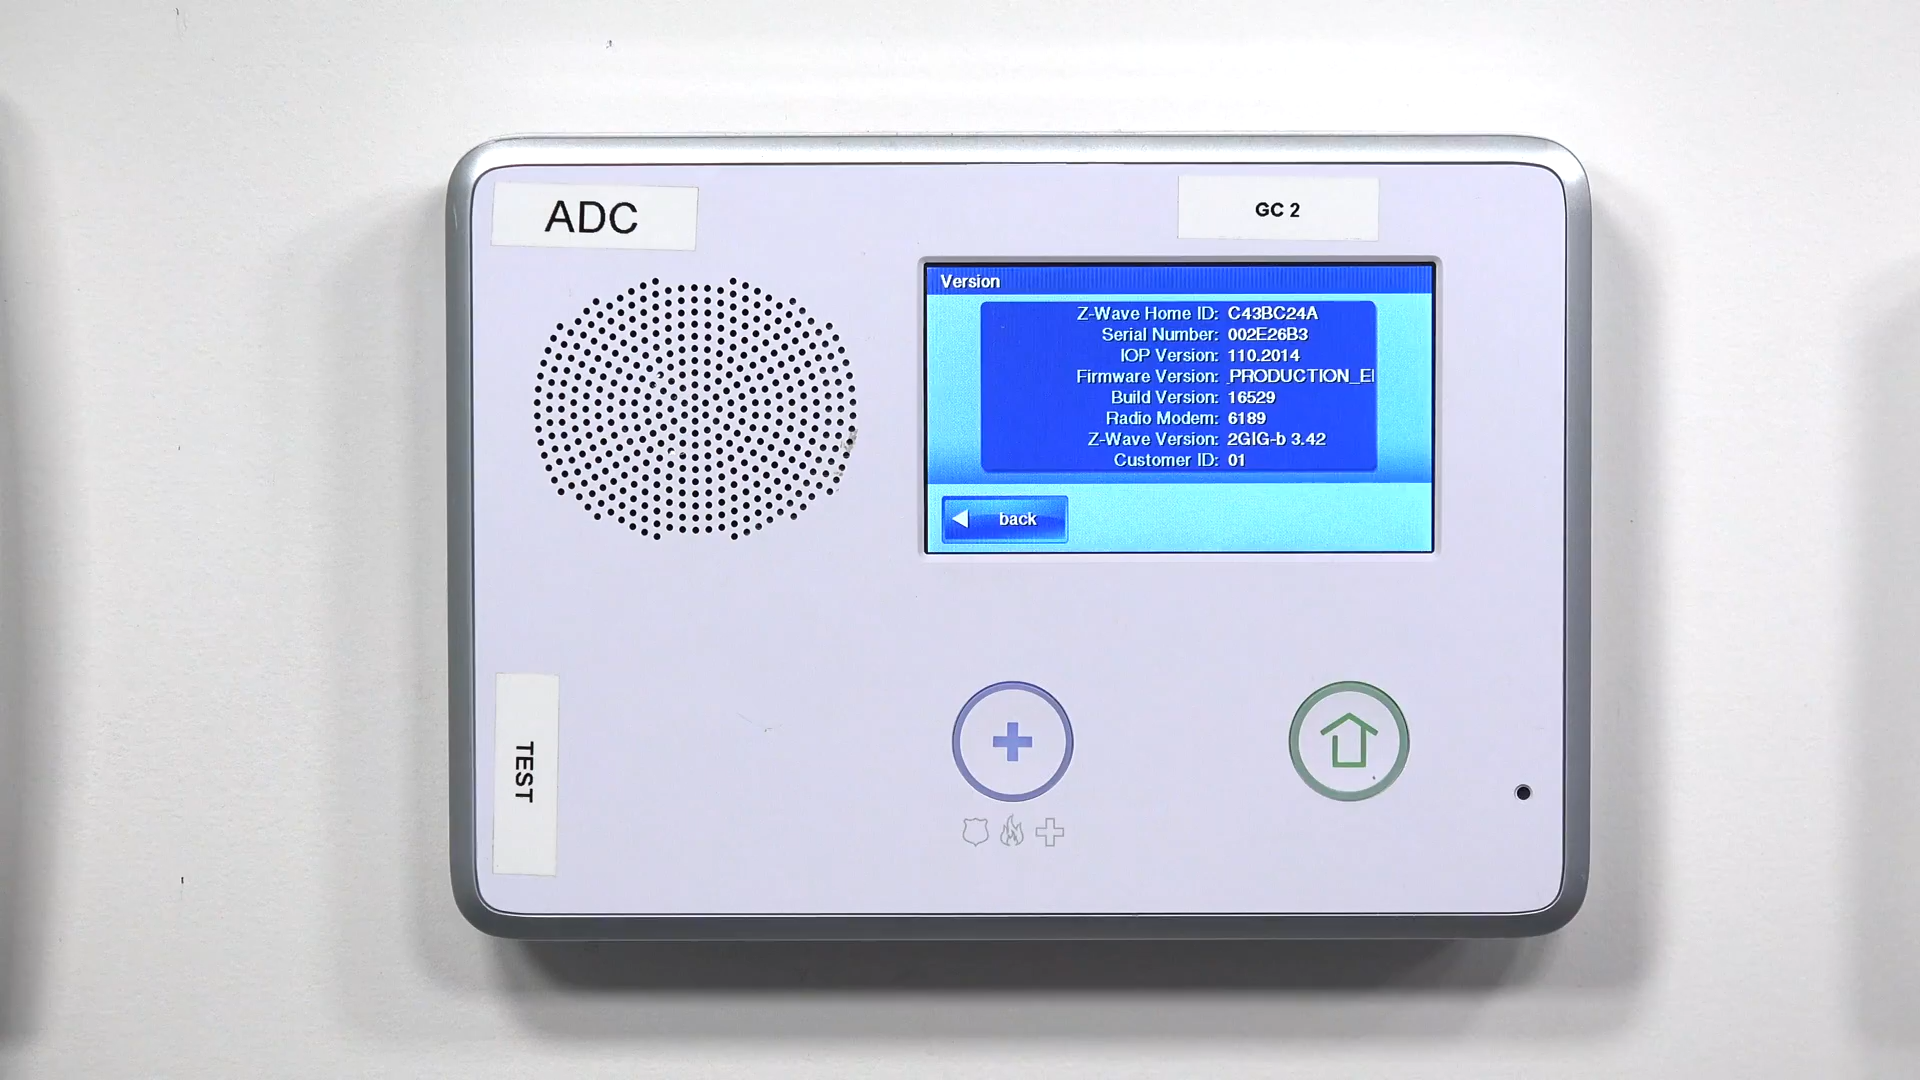 ADC
GC 2
Version
Z-Wave Home ID: C43BC24A
Serial Number: 002E26B3
IOP Version: 110.2014
Firmware Version: _PRODUCTION_E
Build Version: 16529
Radio Modem: 6189
Z-Wave Version: 2GIG-b 3.42
Customer ID: 01
back
TEST